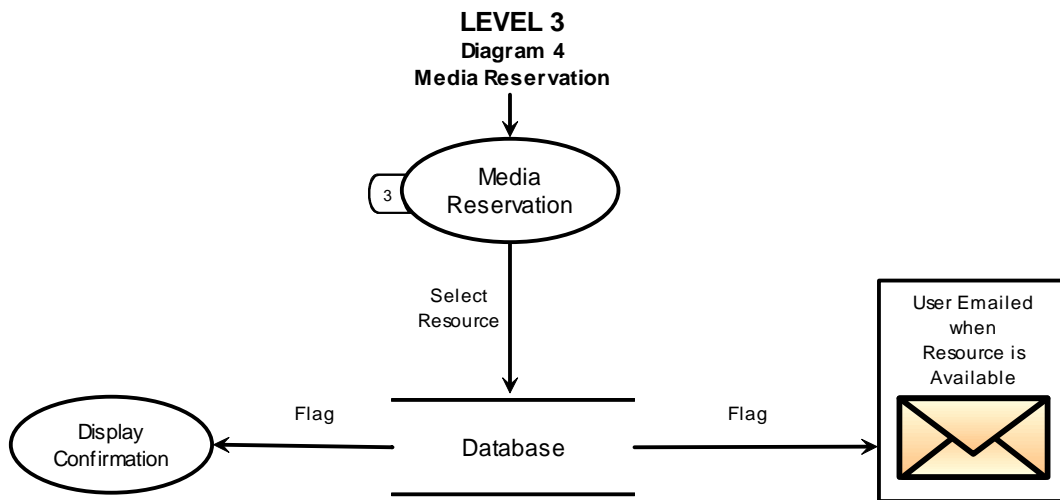 LEVEL 3
Diagram 4
Media Reservation
3
Media
Reservation
Select
Resource
User Emailed
when
Resource is
Available
Flag
Flag
Display
Confirmation
Database